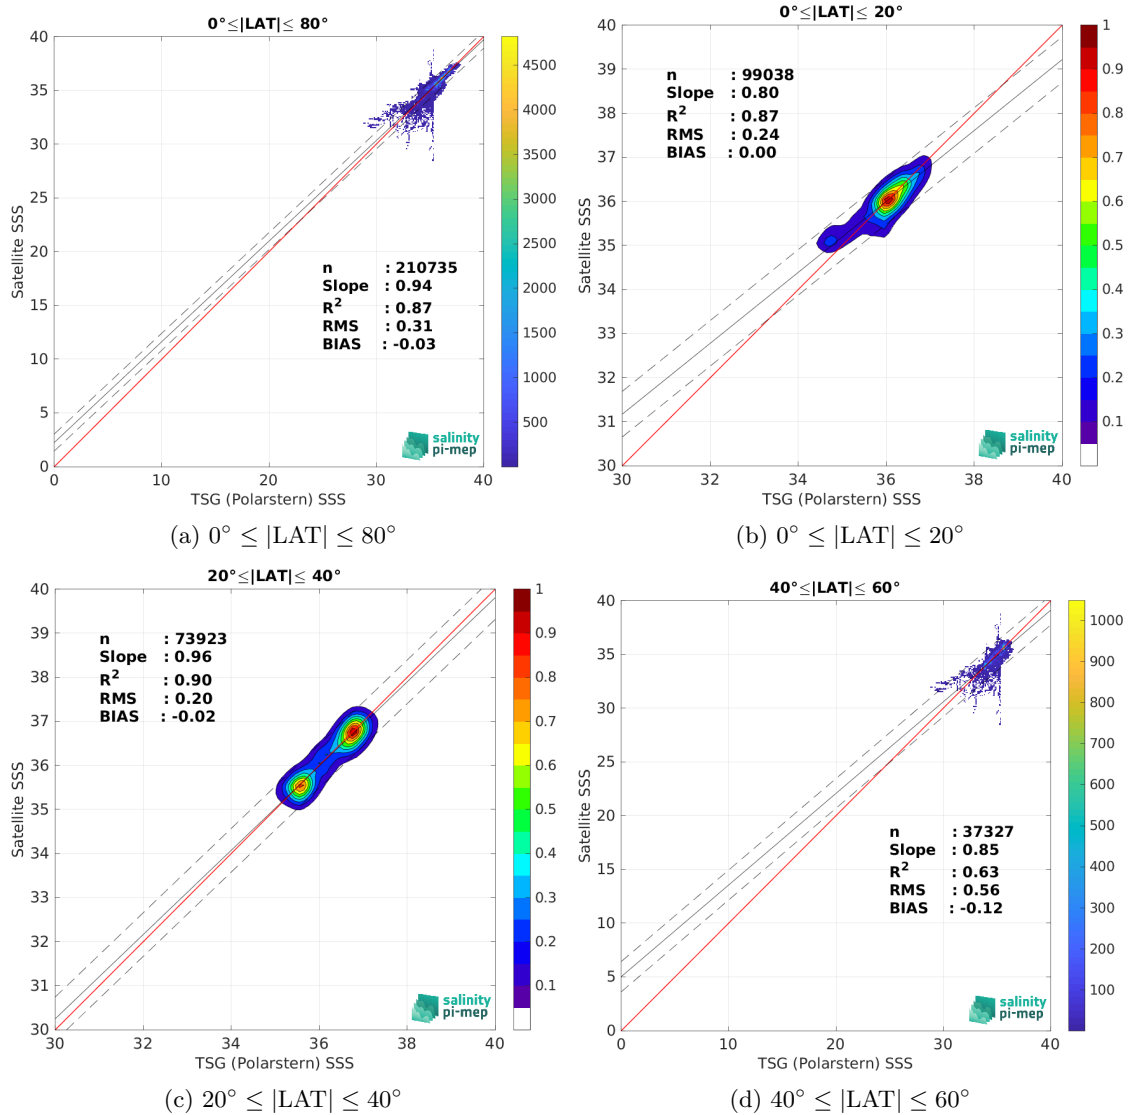 0°≤|LAT|≤ 80°
40
35
30
25
20
15
10
5
0
Satellite SSS
n : 210735
Slope : 0.94
R² : 0.87
RMS : 0.31
BIAS : -0.03
salinity
pi-mep
0 10 20 30 40
TSG (Polarstern) SSS
4500
4000
3500
3000
2500
2000
1500
1000
500
(a) 0° ≤ |LAT| ≤ 80°
0°≤|LAT|≤ 20°
40
39
38
37
36
35
34
33
32
31
30
Satellite SSS
n : 99038
Slope : 0.80
R² : 0.87
RMS : 0.24
BIAS : 0.00
salinity
pi-mep
30 32 34 36 38 40
TSG (Polarstern) SSS
1
0.9
0.8
0.7
0.6
0.5
0.4
0.3
0.2
0.1
(b) 0° ≤ |LAT| ≤ 20°
20°≤|LAT|≤ 40°
40
39
38
37
36
35
34
33
32
31
30
Satellite SSS
n : 73923
Slope : 0.96
R² : 0.90
RMS : 0.20
BIAS : -0.02
salinity
pi-mep
30 32 34 36 38 40
TSG (Polarstern) SSS
1
0.9
0.8
0.7
0.6
0.5
0.4
0.3
0.2
0.1
(c) 20° ≤ |LAT| ≤ 40°
40°≤|LAT|≤ 60°
40
35
30
25
20
15
10
5
0
Satellite SSS
n : 37327
Slope : 0.85
R² : 0.63
RMS : 0.56
BIAS : -0.12
salinity
pi-mep
0 10 20 30 40
TSG (Polarstern) SSS
1000
900
800
700
600
500
400
300
200
100
(d) 40° ≤ |LAT| ≤ 60°